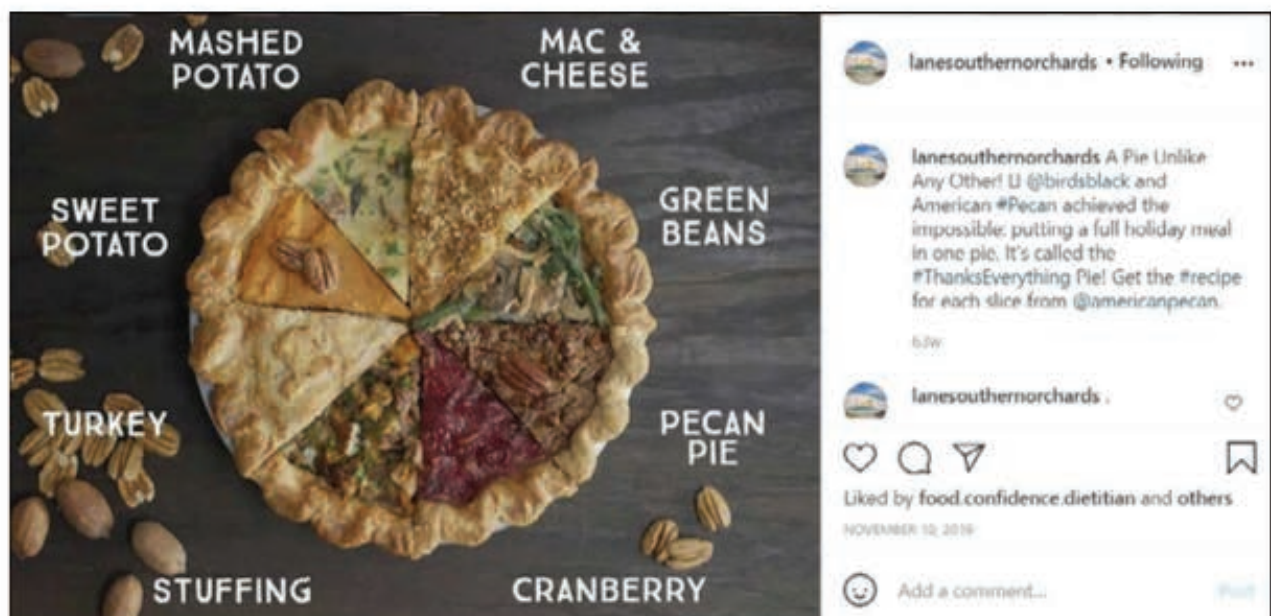 MASHED
POTATO
MAC &
CHEESE
SWEET
POTATO
GREEN
BEANS
TURKEY
PECAN
PIE
STUFFING
CRANBERRY
lanesouthernorchards • Following
lanesouthernorchards A Pie Unlike
Any Other! U @birdsblack and
American #Pecan achieved the
impossible: putting a full holiday meal
in one pie. It's called the
#ThanksEverything Pie! Get the #recipe
for each slice from @americanpecan.
63w
lanesouthernorchards .
Liked by food.confidence.dietitian and others
NOVEMBER 10, 2019
Add a comment...
Post